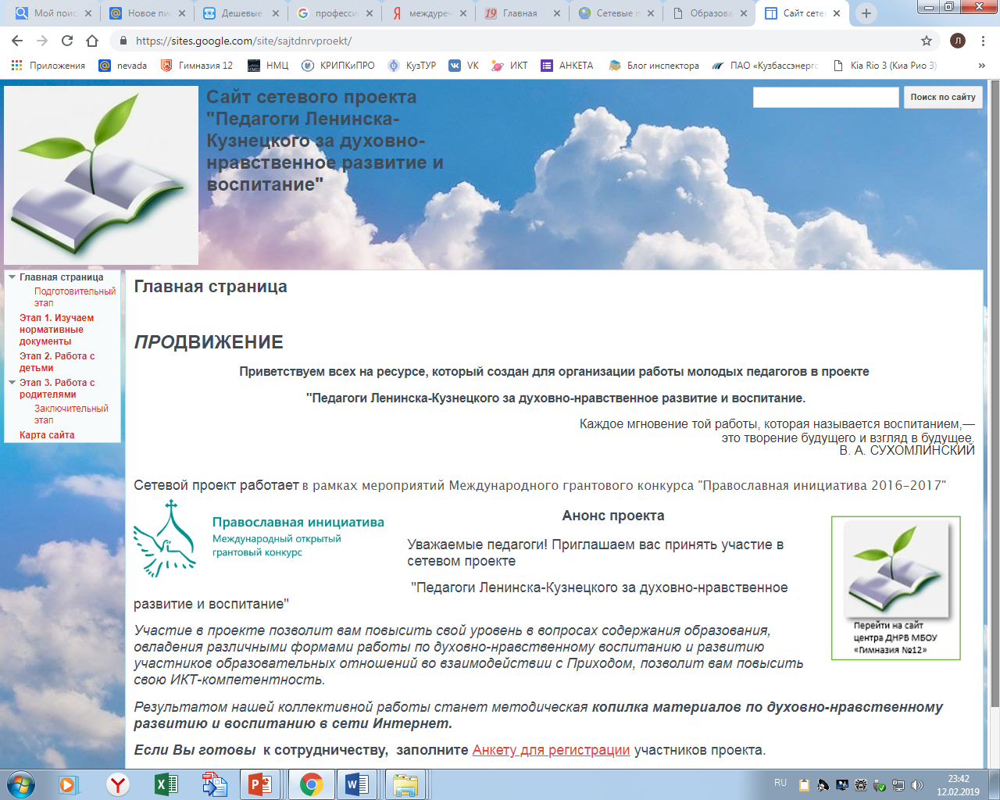 Мой поис
Новое пи
Дешевые
професси
междуреч
Главная
Сетевые п
Образова
Сайт сете
https://sites.google.com/site/sajtdnrvproekt/
Л
Приложения
nevada
Гимназия 12
НМЦ
КРИПКиПРО
КузТУР
VK
ИКТ
АНКЕТА
Блог инспектора
ПАО «Кузбассэнерго
Kia Rio 3 (Киа Рио 3)
»
Сайт сетевого проекта
"Педагоги Ленинска-
Кузнецкого за духовно-
нравственное развитие и
воспитание"
Поиск по сайту
Главная страница
Подготовительный
этап
Этап 1. Изучаем
нормативные
документы
Этап 2. Работа с
детьми
Этап 3. Работа с
родителями
Заключительный
этап
Карта сайта
Главная страница
ПРОДВИЖЕНИЕ
Приветствуем всех на ресурсе, который создан для организации работы молодых педагогов в проекте
"Педагоги Ленинска-Кузнецкого за духовно-нравственное развитие и воспитание.
Каждое мгновение той работы, которая называется воспитанием,—
это творение будущего и взгляд в будущее.
В. А. СУХОМЛИНСКИЙ
Сетевой проект работает в рамках мероприятий Международного грантового конкурса "Православная инициатива 2016-2017"
Православная инициатива
Международный открытый
грантовый конкурс
Анонс проекта
Уважаемые педагоги! Приглашаем вас принять участие в
сетевом проекте
"Педагоги Ленинска-Кузнецкого за духовно-нравственное
развитие и воспитание"
Перейти на сайт
центра ДНРВ МБОУ
«Гимназия №12»
Участие в проекте позволит вам повысить свой уровень в вопросах содержания образования,
овладения различными формами работы по духовно-нравственному воспитанию и развитию
участников образовательных отношений во взаимодействии с Приходом, позволит вам повысить
свою ИКТ-компетентность.
Результатом нашей коллективной работы станет методическая копилка материалов по духовно-нравственному
развитию и воспитанию в сети Интернет.
Если Вы готовы к сотрудничеству, заполните Анкету для регистрации участников проекта.
RU
23:42
12.02.2019